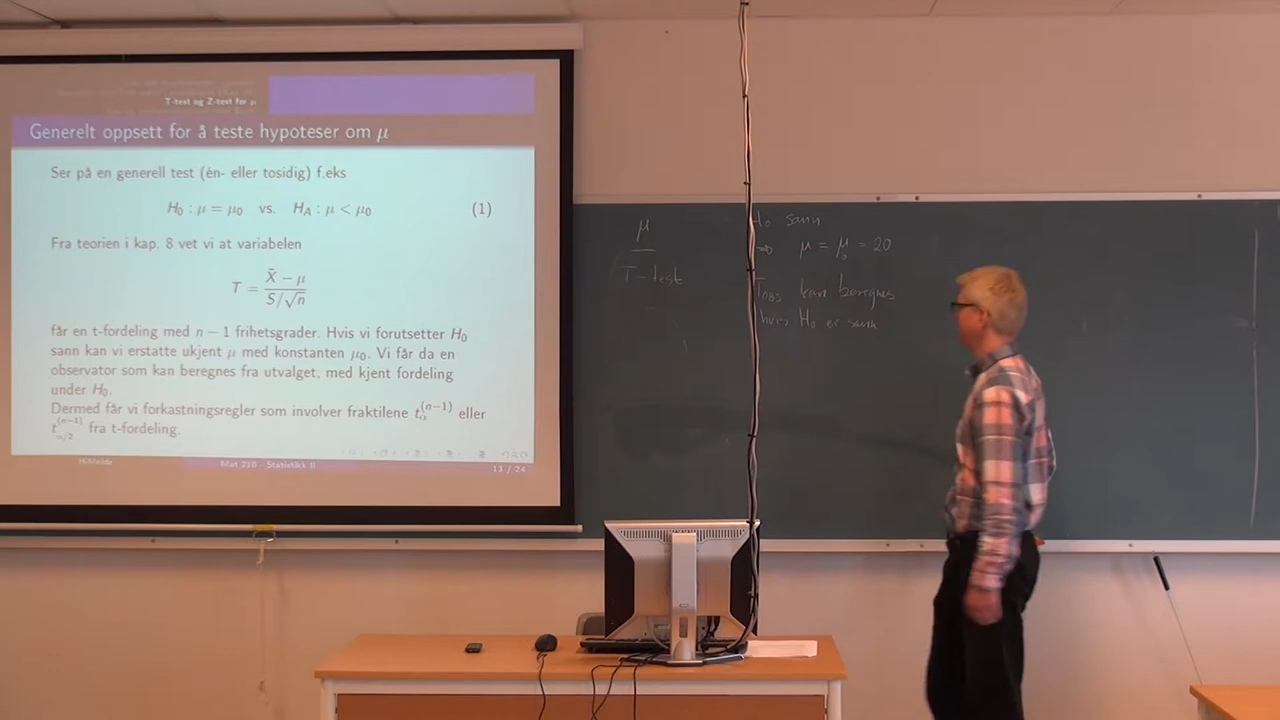 T-test og Z-test for μ
Generelt oppsett for å teste hypoteser om μ
Ser på en generell test (én- eller tosidig) f.eks
H₀ : μ = μ₀ vs. H_A : μ < μ₀ (1)
Fra teorien i kap. 8 vet vi at variabelen
T = (X̄ − μ) / (S/√n)
får en t-fordeling med n − 1 frihetsgrader. Hvis vi forutsetter H₀
sann kan vi erstatte ukjent μ med konstanten μ₀. Vi får da en
observator som kan beregnes fra utvalget, med kjent fordeling
under H₀.
Dermed får vi forkastningsregler som involver fraktilene t_α^(n−1) eller
t_{α/2}^(n−1) fra t-fordeling.
HiMolde Mat 210 - Statistikk II 13 / 24
μ
T-test
H₀ sann
⇒ μ = μ₀ = 20
T_OBS kan beregnes
hvis H₀ er sann